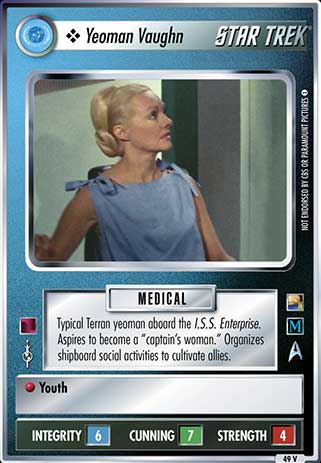 ❖ Yeoman Vaughn
STAR TREK™
NOT ENDORSED BY CBS OR PARAMOUNT PICTURES
MEDICAL
Typical Terran yeoman aboard the I.S.S. Enterprise.
Aspires to become a "captain's woman." Organizes
shipboard social activities to cultivate allies.
M
Youth
INTEGRITY 6 CUNNING 7 STRENGTH 4
49 V